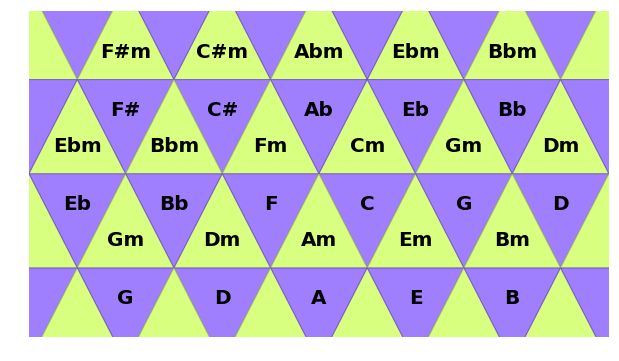 F#m C#m Abm Ebm Bbm
F# C# Ab Eb Bb
Ebm Bbm Fm Cm Gm Dm
Eb Bb F C G D
Gm Dm Am Em Bm
G D A E B